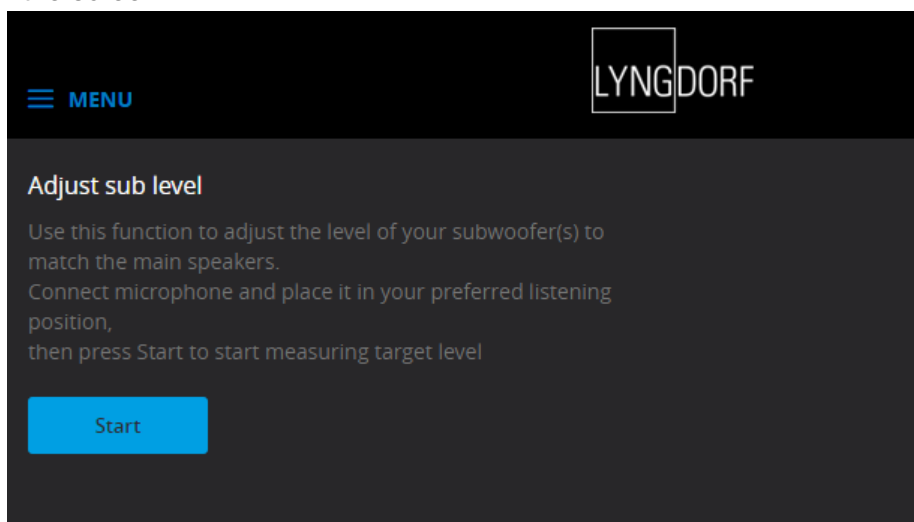 LYNGDORF
MENU
Adjust sub level
Use this function to adjust the level of your subwoofer(s) to
match the main speakers.
Connect microphone and place it in your preferred listening
position,
then press Start to start measuring target level
Start